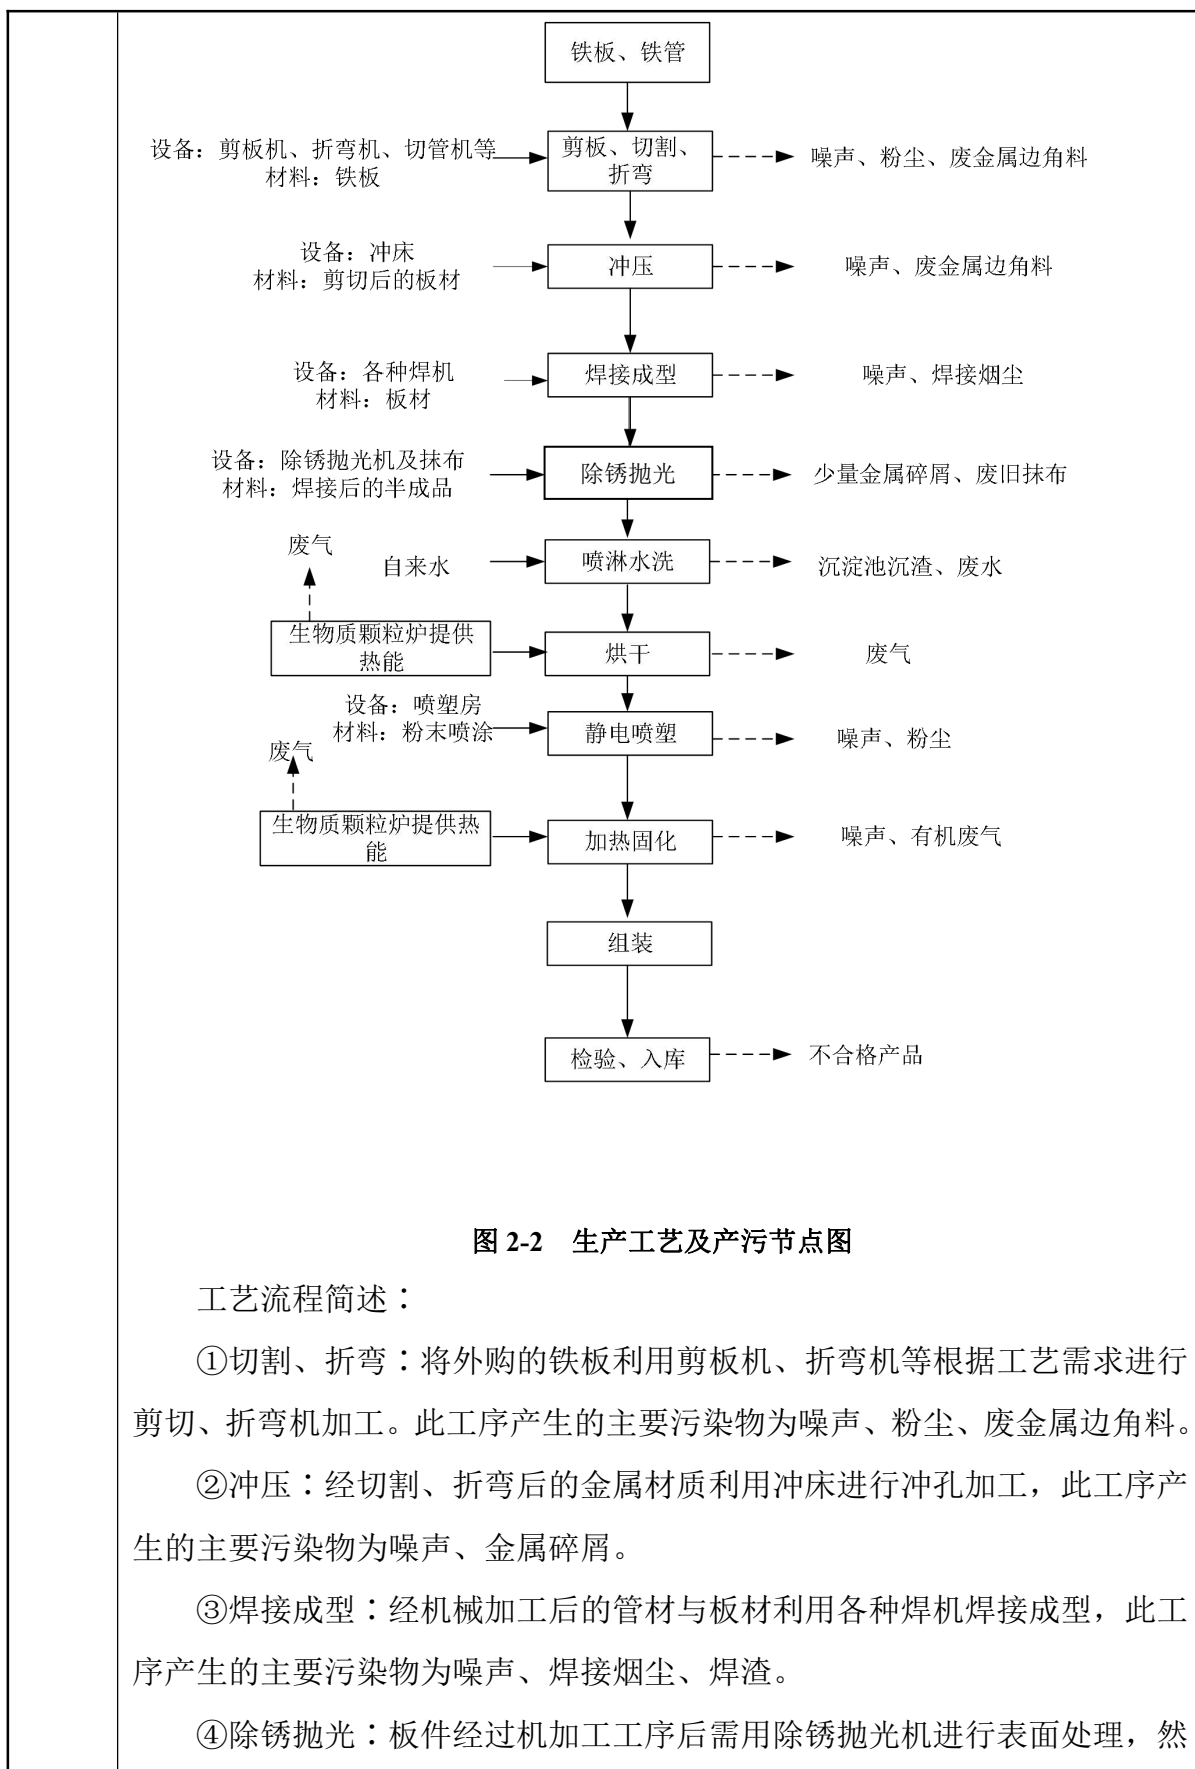 铁板、铁管
设备：剪板机、折弯机、切管机等
材料：铁板
剪板、切割、
折弯
噪声、粉尘、废金属边角料
设备：冲床
材料：剪切后的板材
冲压
噪声、废金属边角料
设备：各种焊机
材料：板材
焊接成型
噪声、焊接烟尘
设备：除锈抛光机及抹布
材料：焊接后的半成品
除锈抛光
少量金属碎屑、废旧抹布
废气
自来水
喷淋水洗
沉淀池沉渣、废水
生物质颗粒炉提供
热能
烘干
废气
设备：喷塑房
材料：粉末喷涂
静电喷塑
噪声、粉尘
废气
生物质颗粒炉提供热
能
加热固化
噪声、有机废气
组装
检验、入库
不合格产品
图 2-2 生产工艺及产污节点图
工艺流程简述：
①切割、折弯：将外购的铁板利用剪板机、折弯机等根据工艺需求进行
剪切、折弯机加工。此工序产生的主要污染物为噪声、粉尘、废金属边角料。
②冲压：经切割、折弯后的金属材质利用冲床进行冲孔加工，此工序产
生的主要污染物为噪声、金属碎屑。
③焊接成型：经机械加工后的管材与板材利用各种焊机焊接成型，此工
序产生的主要污染物为噪声、焊接烟尘、焊渣。
④除锈抛光：板件经过机加工工序后需用除锈抛光机进行表面处理，然